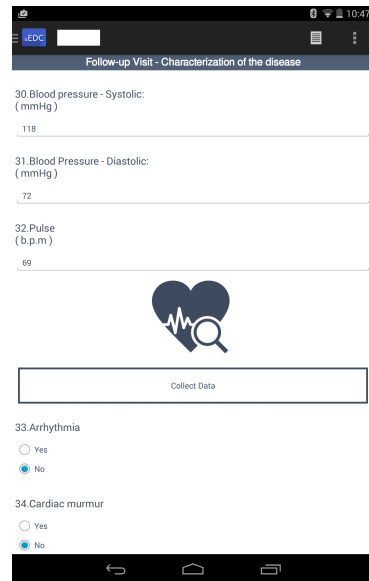 10:47
uEDC
Follow-up Visit - Characterization of the disease
30.Blood pressure - Systolic:
( mmHg )
118
31.Blood Pressure - Diastolic:
( mmHg )
72
32.Pulse
( b.p.m )
69
Collect Data
33.Arrhythmia
Yes
No
34.Cardiac murmur
Yes
No